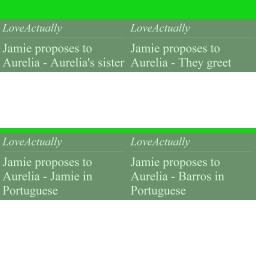 LoveActually
Jamie proposes to
Aurelia - Aurelia's sister
LoveActually
Jamie proposes to
Aurelia - They greet
LoveActually
Jamie proposes to
Aurelia - Jamie in
Portuguese
LoveActually
Jamie proposes to
Aurelia - Barros in
Portuguese